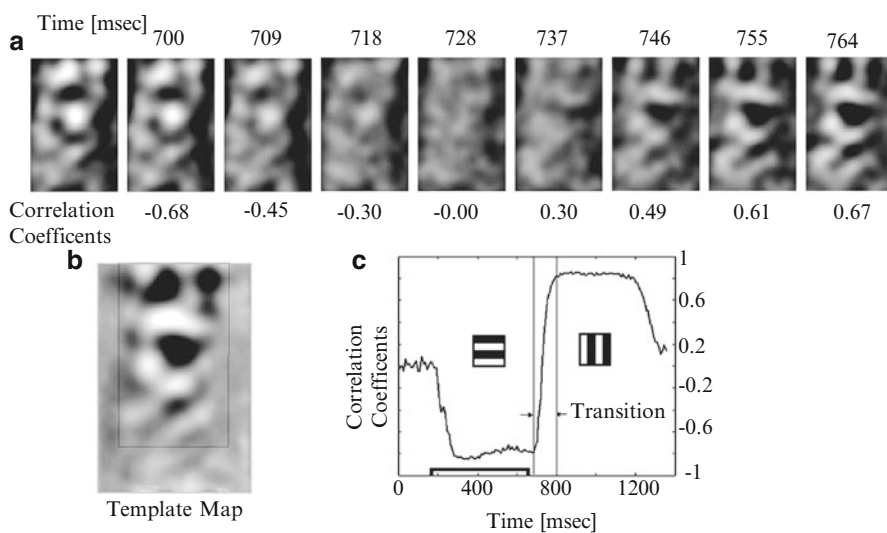 Time [msec] 700 709 718 728 737 746 755 764
a
Correlation Coefficents -0.68 -0.45 -0.30 -0.00 0.30 0.49 0.61 0.67
b
Template Map
c
Correlation Coefficents
1
0.6
0.2
-0.2
-0.6
-1
Transition
0 400 800 1200
Time [msec]